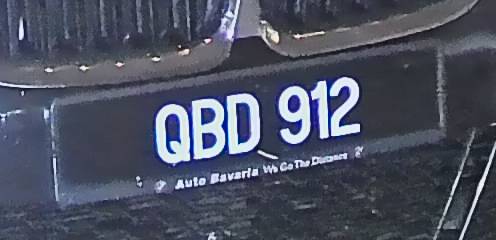 QBD 912
Auto Bavaria We Go The Distance